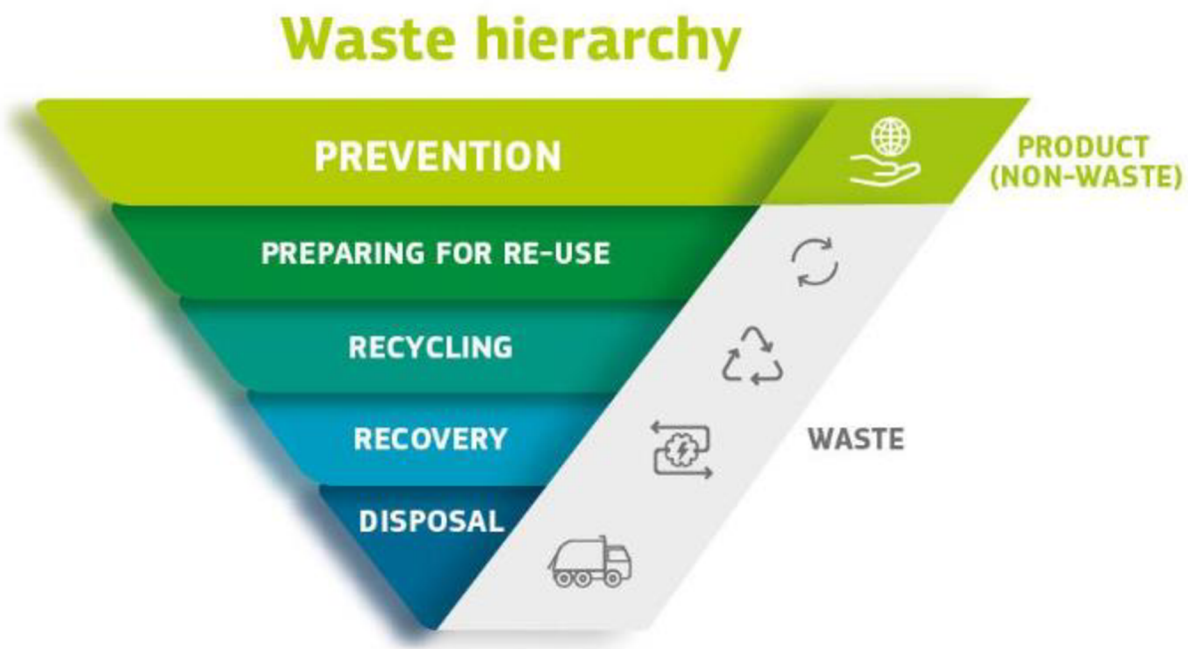 Waste hierarchy
PREVENTION
PRODUCT
(NON-WASTE)
PREPARING FOR RE-USE
RECYCLING
RECOVERY
WASTE
DISPOSAL